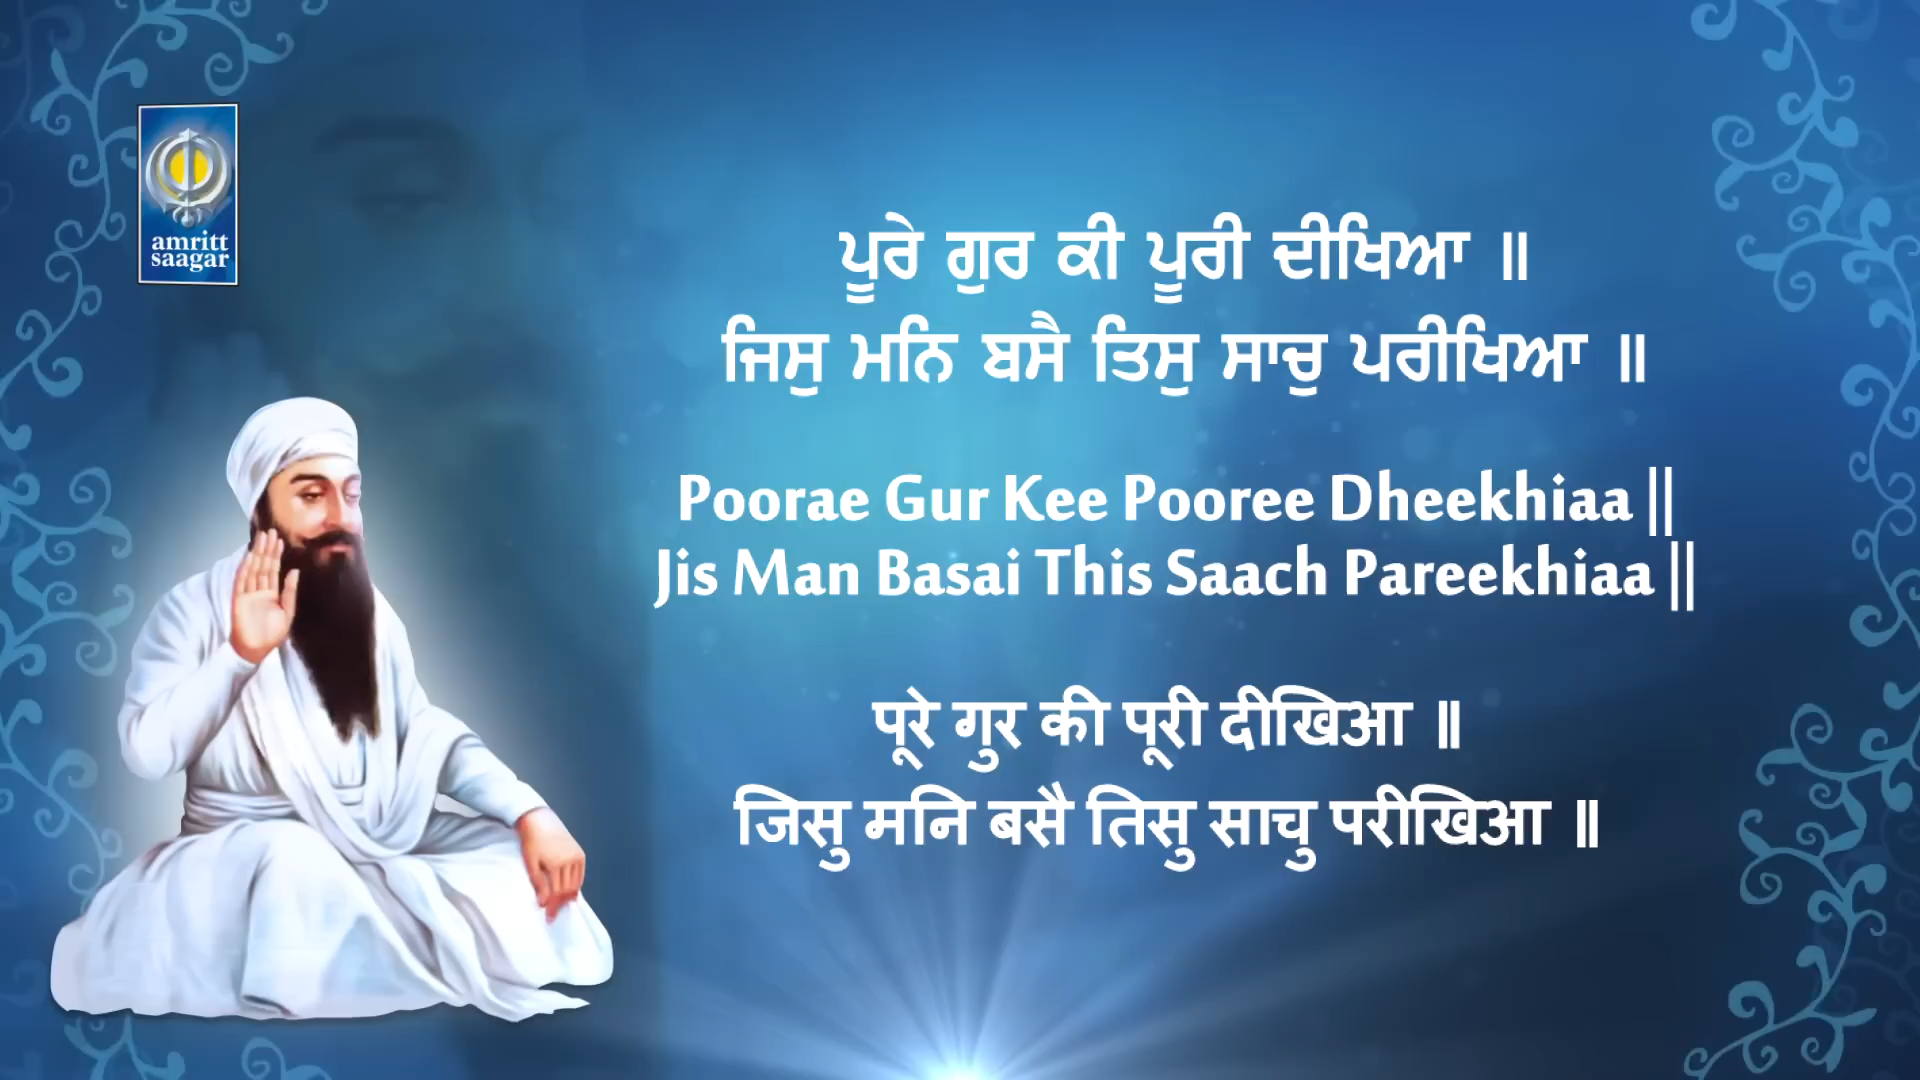 amritt
saagar
ਪੂਰੇ ਗੁਰ ਕੀ ਪੂਰੀ ਦੀਖਿਆ ॥
ਜਿਸੁ ਮਨਿ ਬਸੈ ਤਿਸੁ ਸਾਚੁ ਪਰੀਖਿਆ ॥
Poorae Gur Kee Pooree Dheekhiaa ||
Jis Man Basai This Saach Pareekhiaa ||
पूरे गुर की पूरी दीखिआ ॥
जिसु मनि बसै तिसु साचु परीखिआ ॥